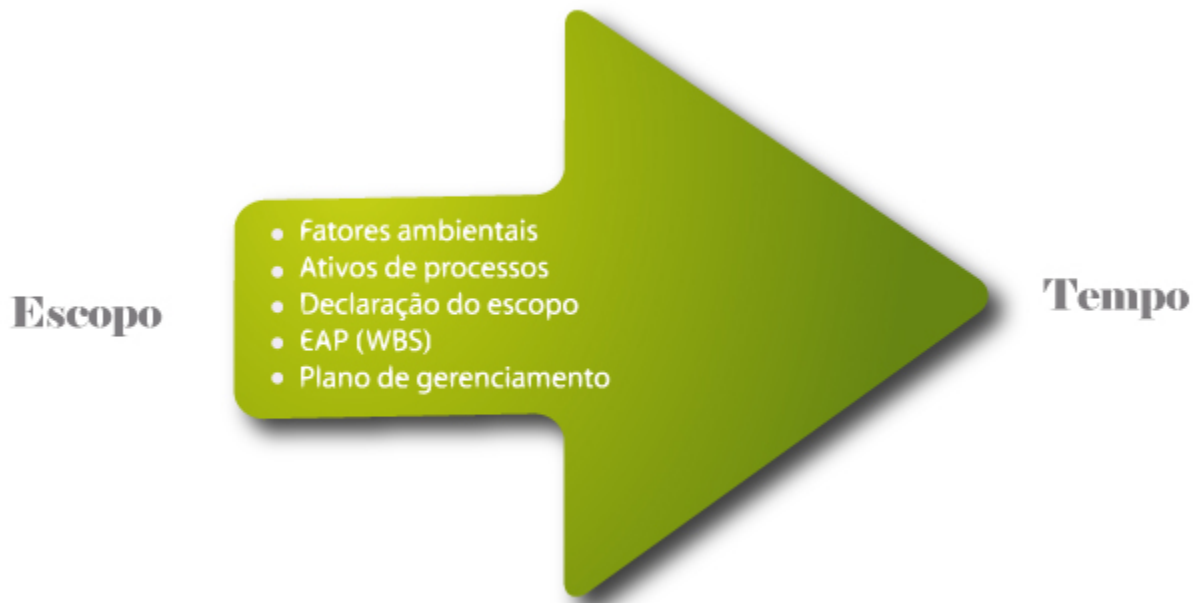 Escopo
• Fatores ambientais
• Ativos de processos
• Declaração do escopo
• EAP (WBS)
• Plano de gerenciamento
Tempo